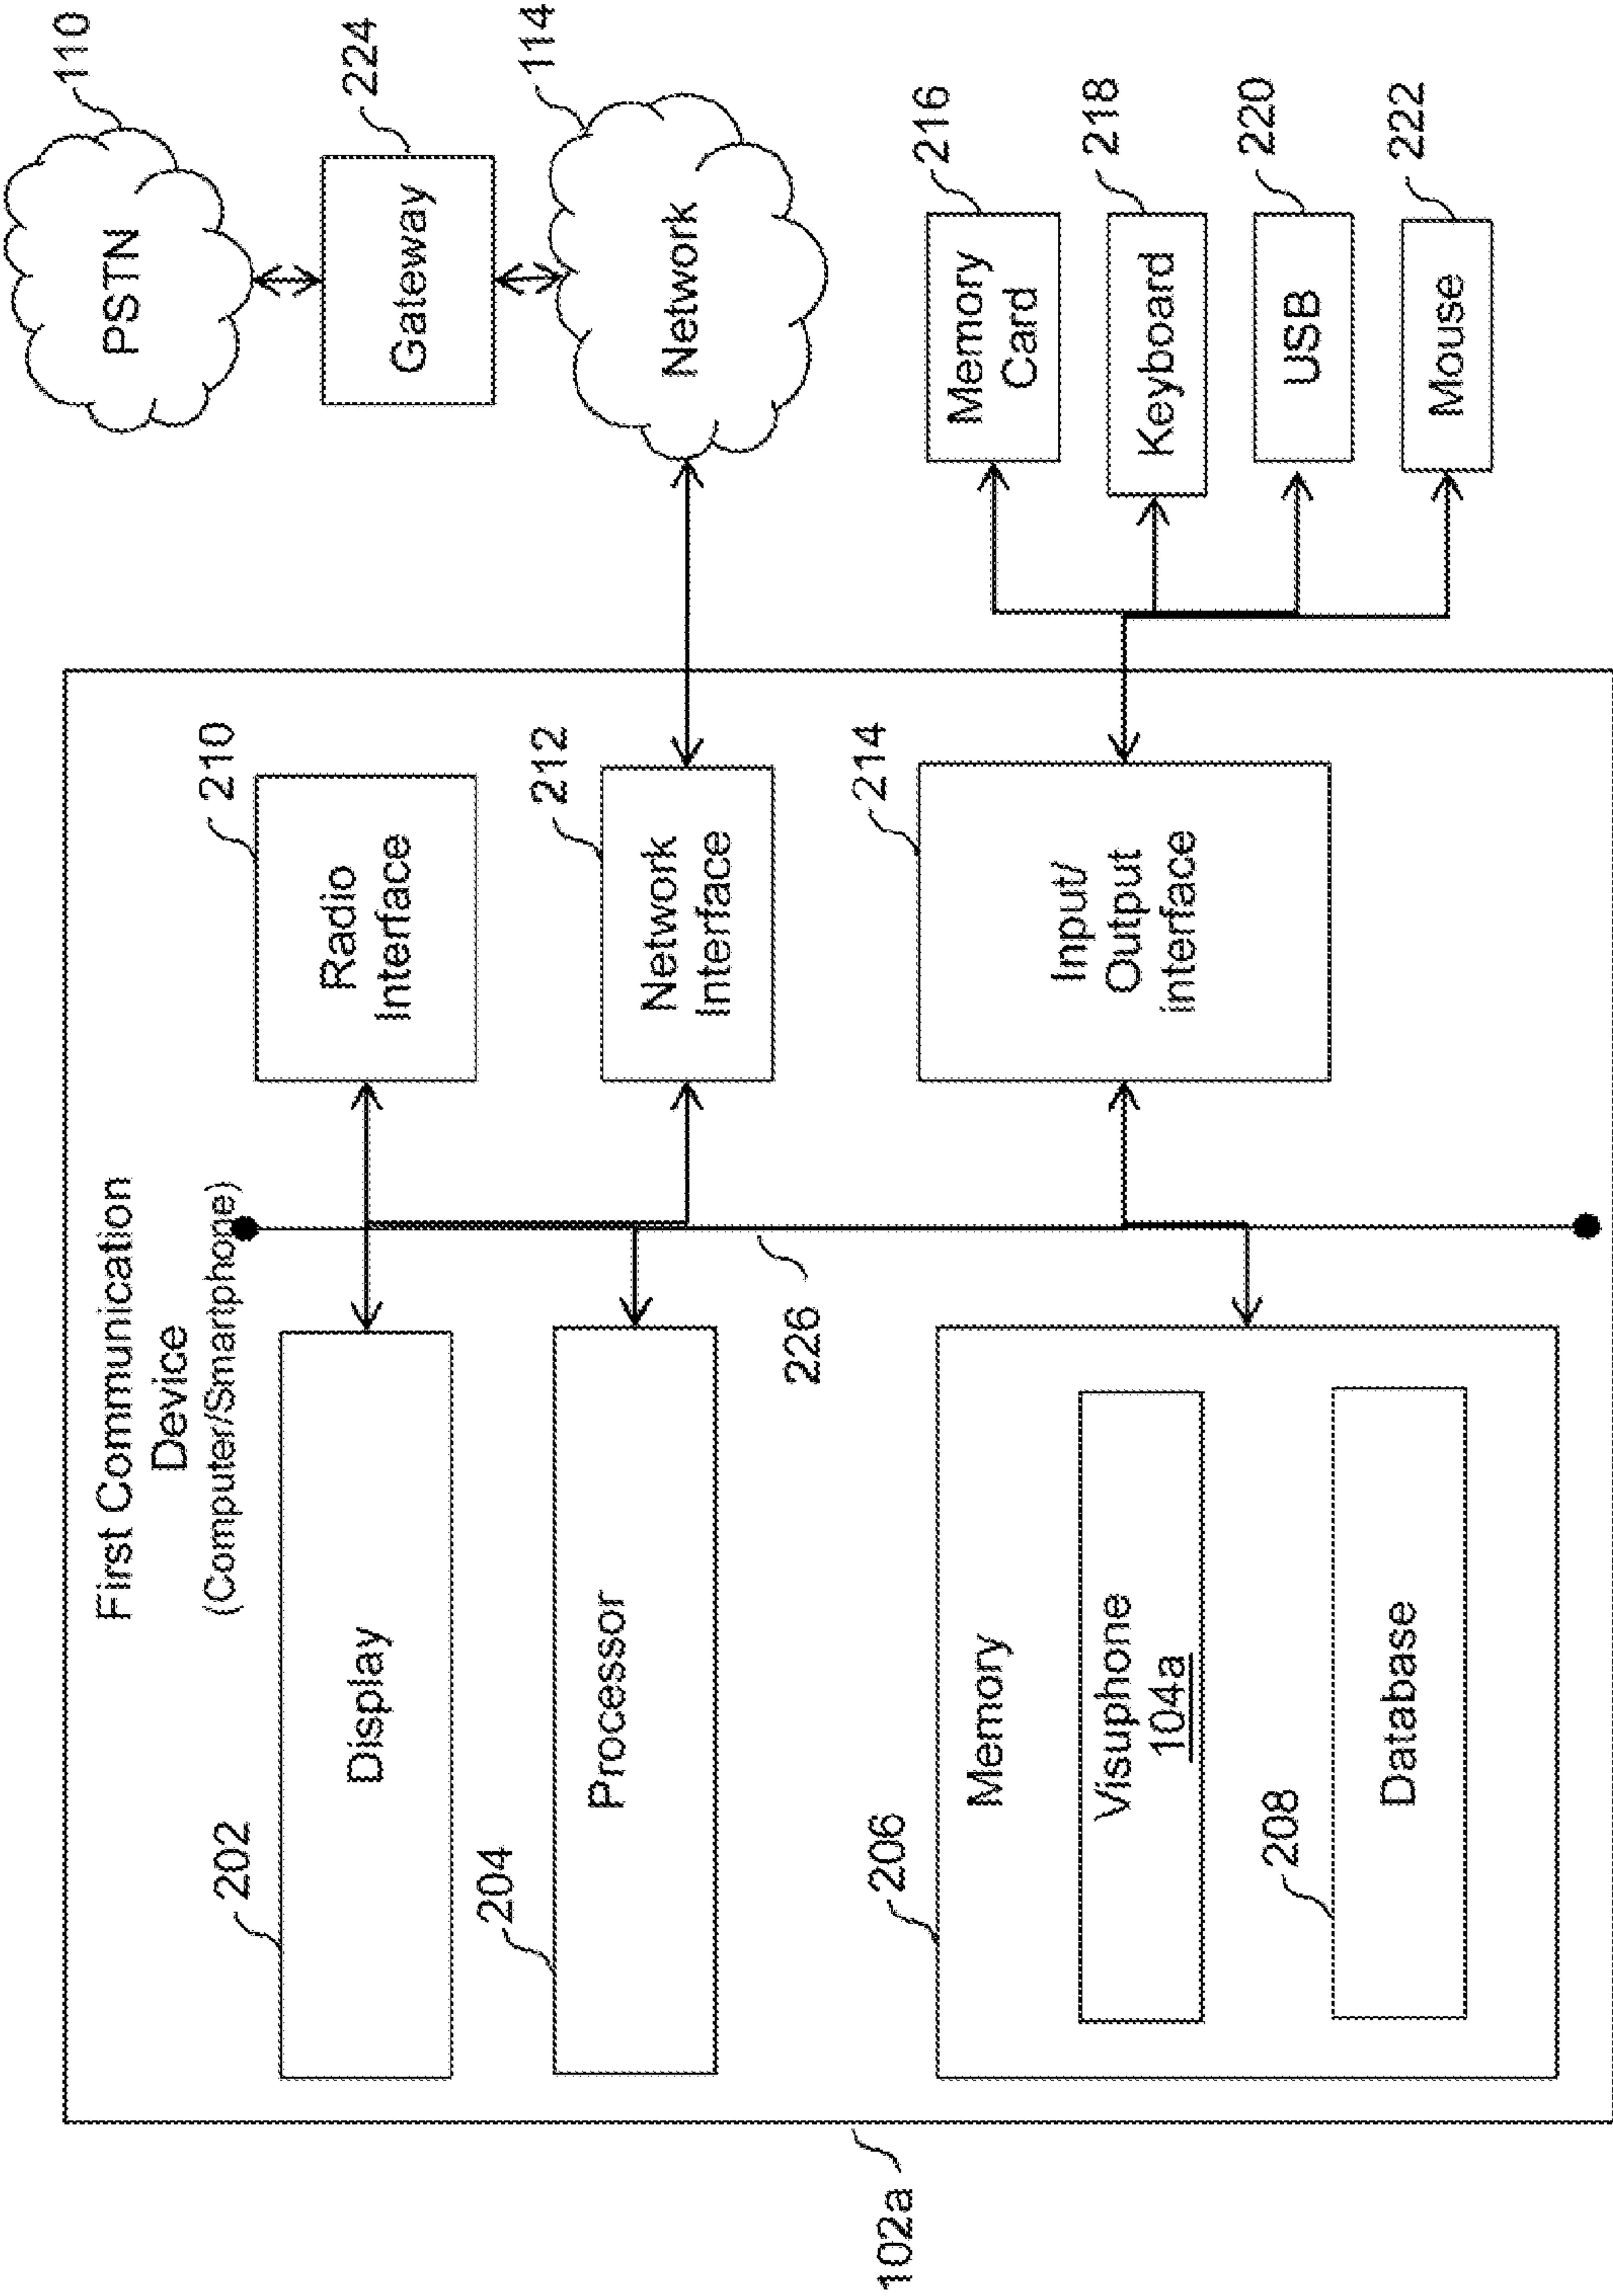 First Communication
Device
(Computer/Smartphone)
202
Display
204
Processor
206
Memory
Visuphone
104a
208
Database
102a
226
210
Radio
Interface
212
Network
Interface
214
Input/
Output
interface
PSTN
110
Gateway
224
Network
114
Memory
Card
216
Keyboard
218
USB
220
Mouse
222